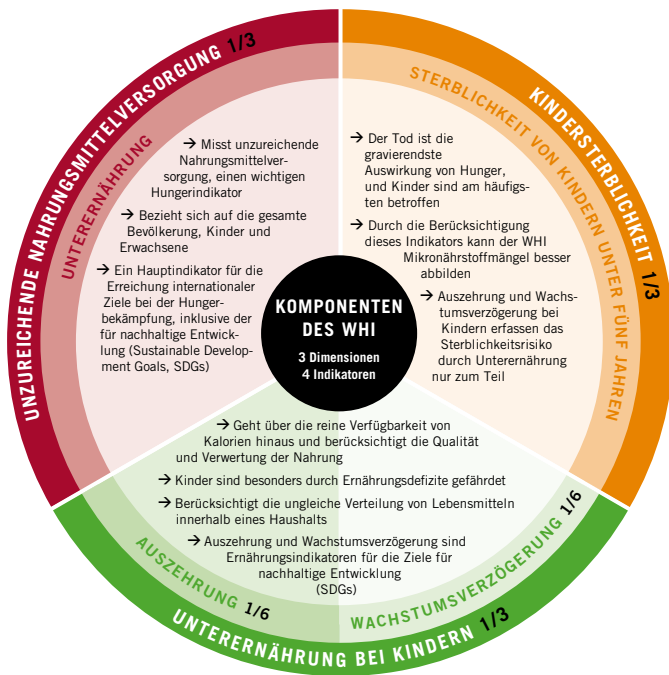 UNZUREICHENDE NAHRUNGSMITTELVERSORGUNG 1/3
UNTERERNÄHRUNG
→ Misst unzureichende
Nahrungsmittelver-
sorgung, einen wichtigen
Hungerindikator
→ Bezieht sich auf die gesamte
Bevölkerung, Kinder und
Erwachsene
→ Ein Hauptindikator für die
Erreichung internationaler
Ziele bei der Hunger-
bekämpfung, inklusive der
für nachhaltige Entwick-
lung (Sustainable Develop-
ment Goals, SDGs)
KINDERSTERBLICHKEIT 1/3
STERBLICHKEIT VON KINDERN UNTER FÜNF JAHREN
→ Der Tod ist die
gravierendste
Auswirkung von Hunger,
und Kinder sind am häufigs-
ten betroffen
→ Durch die Berücksichtigung
dieses Indikators kann der WHI
Mikronährstoffmängel besser
abbilden
→ Auszehrung und Wachs-
tumsverzögerung bei
Kindern erfassen das
Sterblichkeitsrisiko
durch Unterernährung
nur zum Teil
KOMPONENTEN
DES WHI
3 Dimensionen
4 Indikatoren
→ Geht über die reine Verfügbarkeit von
Kalorien hinaus und berücksichtigt die Qualität
und Verwertung der Nahrung
→ Kinder sind besonders durch Ernährungsdefizite gefährdet
→ Berücksichtigt die ungleiche Verteilung von Lebensmitteln
innerhalb eines Haushalts
→ Auszehrung und Wachstumsverzögerung sind
Ernährungsindikatoren für die Ziele für
nachhaltige Entwicklung
(SDGs)
AUSZEHRUNG 1/6
WACHSTUMSVERZÖGERUNG 1/6
UNTERERNÄHRUNG BEI KINDERN 1/3